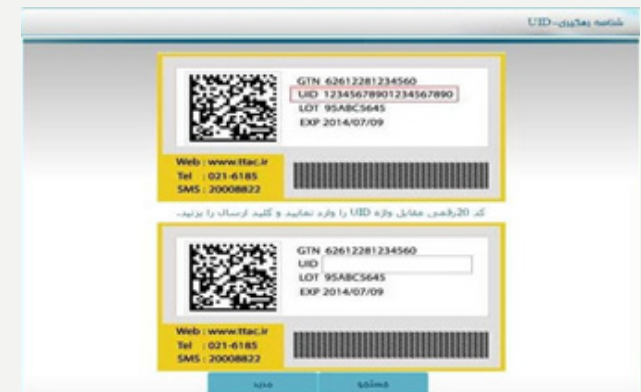 شناسه رهگیری-UID
GTN 62612281234560
UID 12345678901234567890
LOT 95ABC5645
EXP 2014/07/09
Web : www.ttac.ir
Tel : 021-6185
SMS : 20008822
کد 20رقمی مقابل واژه UID را وارد نمایید و کلید ارسال را بزنید.
GTN 62612281234560
UID
LOT 95ABC5645
EXP 2014/07/09
Web : www.ttac.ir
Tel : 021-6185
SMS : 20008822
جستجو